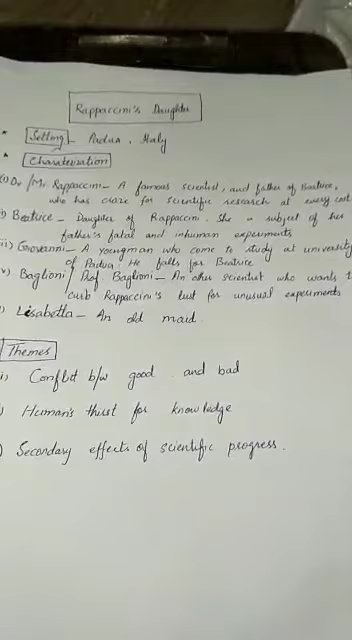 Rappaccini's Daughter
* Setting - Padua, Italy
* Charaterization
i) Dr/Mr. Rappaccini - A famous scientist, and father of Beatrice,
who has craze for scientific research at every cost
ii) Beatrice - Daughter of Rappaccini. She is subject of her
father's fatal and inhuman experiments
iii) Giovanni - A youngman who come to study at university
of Padua. He falls for Beatrice
v) Baglioni / Prof. Baglioni - An other scientist who wants t
curb Rappaccini's lust for unusual experiments
) Lisabetta - An old maid.
Themes
i) Conflict b/w good and bad
) Human's thirst for knowledge
) Secondary effects of scientific progress.